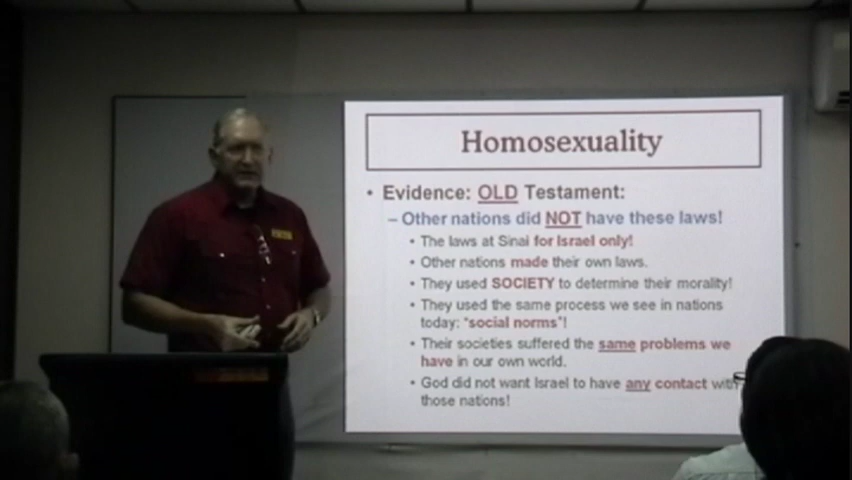 Homosexuality
• Evidence: OLD Testament:
– Other nations did NOT have these laws!
• The laws at Sinai for Israel only!
• Other nations made their own laws.
• They used SOCIETY to determine their morality!
• They used the same process we see in nations
today: "social norms"!
• Their societies suffered the same problems we
have in our own world.
• God did not want Israel to have any contact with
those nations!